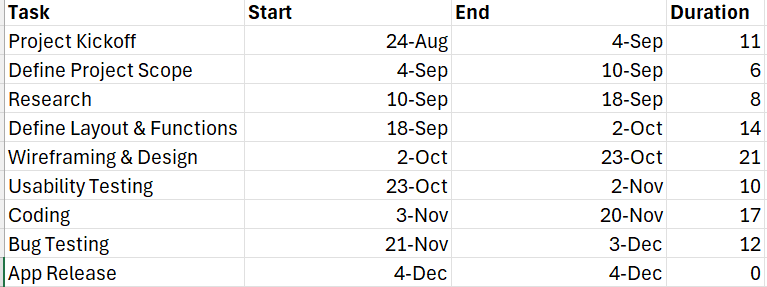 Task Start End Duration
Project Kickoff 24-Aug 4-Sep 11
Define Project Scope 4-Sep 10-Sep 6
Research 10-Sep 18-Sep 8
Define Layout & Functions 18-Sep 2-Oct 14
Wireframing & Design 2-Oct 23-Oct 21
Usability Testing 23-Oct 2-Nov 10
Coding 3-Nov 20-Nov 17
Bug Testing 21-Nov 3-Dec 12
App Release 4-Dec 4-Dec 0